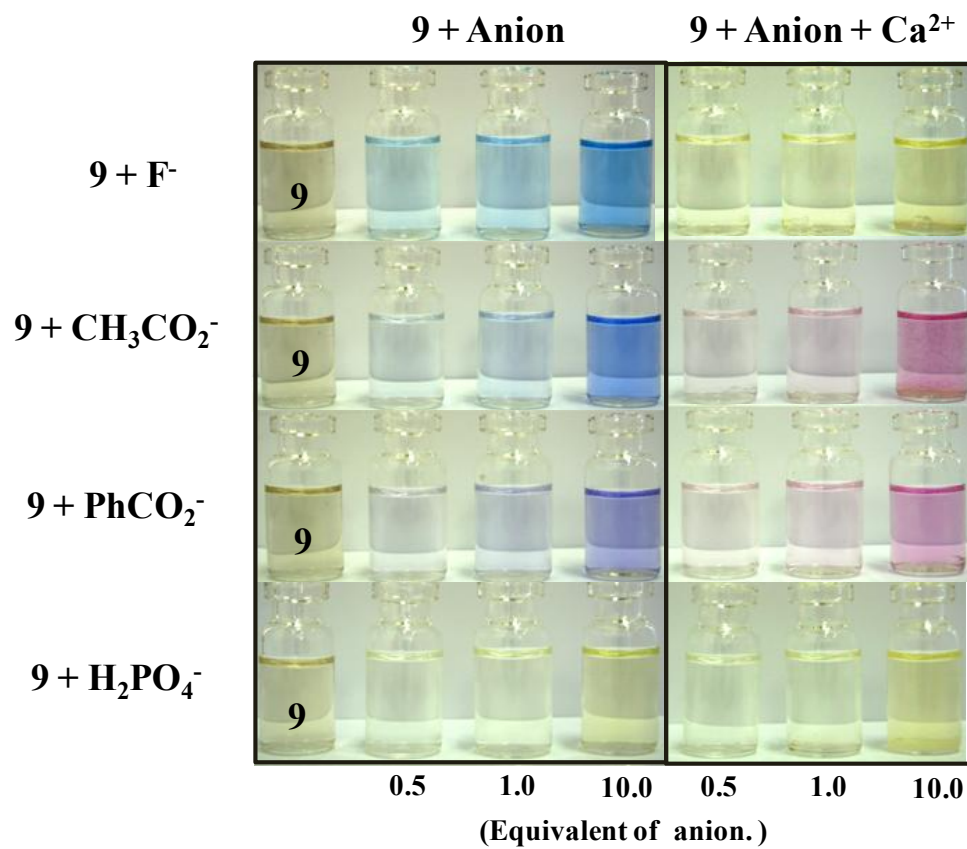 9 + Anion 9 + Anion + Ca²⁺
9 + F⁻
9
9 + CH₃CO₂⁻
9
9 + PhCO₂⁻
9
9 + H₂PO₄⁻
9
0.5 1.0 10.0 0.5 1.0 10.0
(Equivalent of anion.)